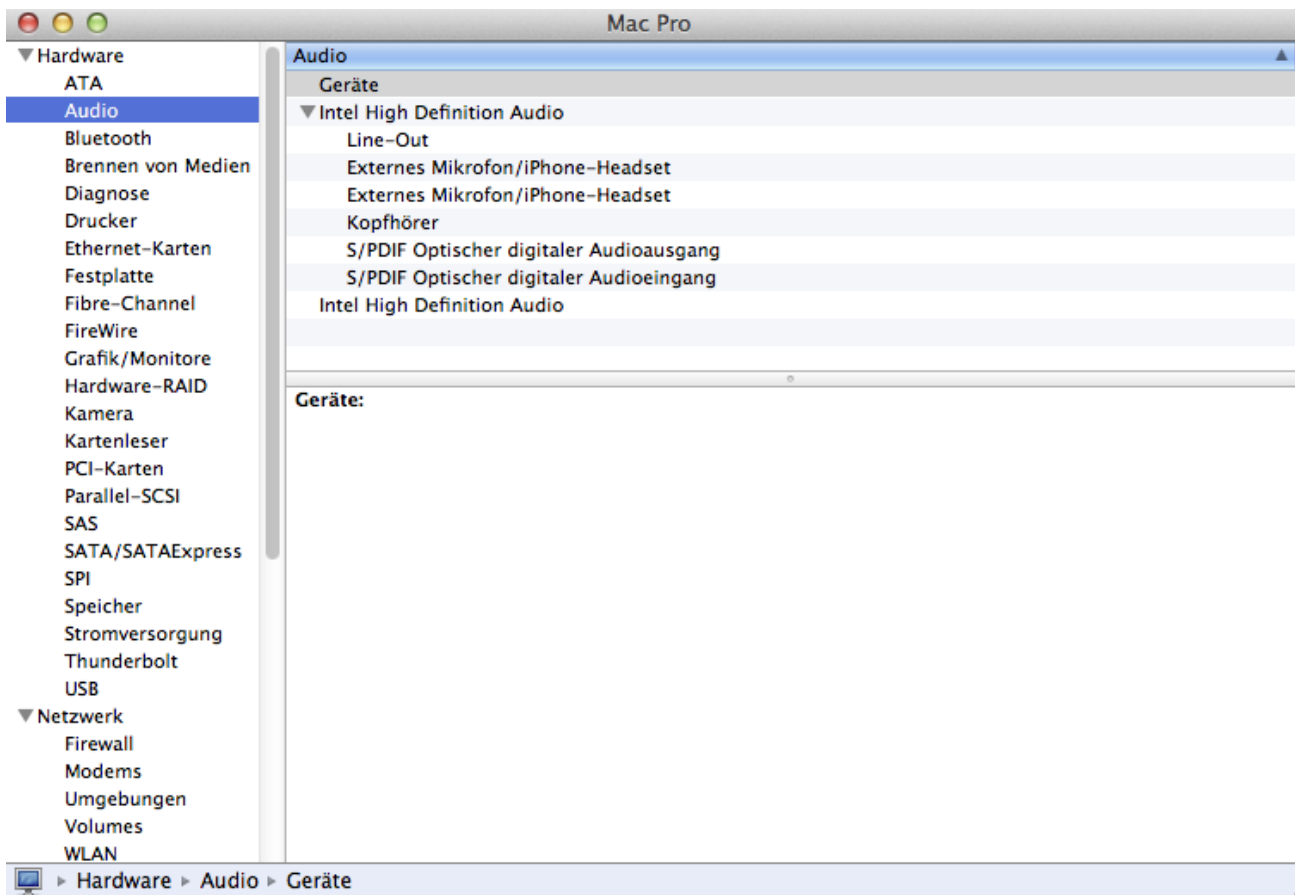 Mac Pro
Hardware
ATA
Audio
Bluetooth
Brennen von Medien
Diagnose
Drucker
Ethernet-Karten
Festplatte
Fibre-Channel
FireWire
Grafik/Monitore
Hardware-RAID
Kamera
Kartenleser
PCI-Karten
Parallel-SCSI
SAS
SATA/SATAExpress
SPI
Speicher
Stromversorgung
Thunderbolt
USB
Netzwerk
Firewall
Modems
Umgebungen
Volumes
WLAN
Audio
Geräte
Intel High Definition Audio
Line-Out
Externes Mikrofon/iPhone-Headset
Externes Mikrofon/iPhone-Headset
Kopfhörer
S/PDIF Optischer digitaler Audioausgang
S/PDIF Optischer digitaler Audioeingang
Intel High Definition Audio
Geräte:
Hardware Audio Geräte